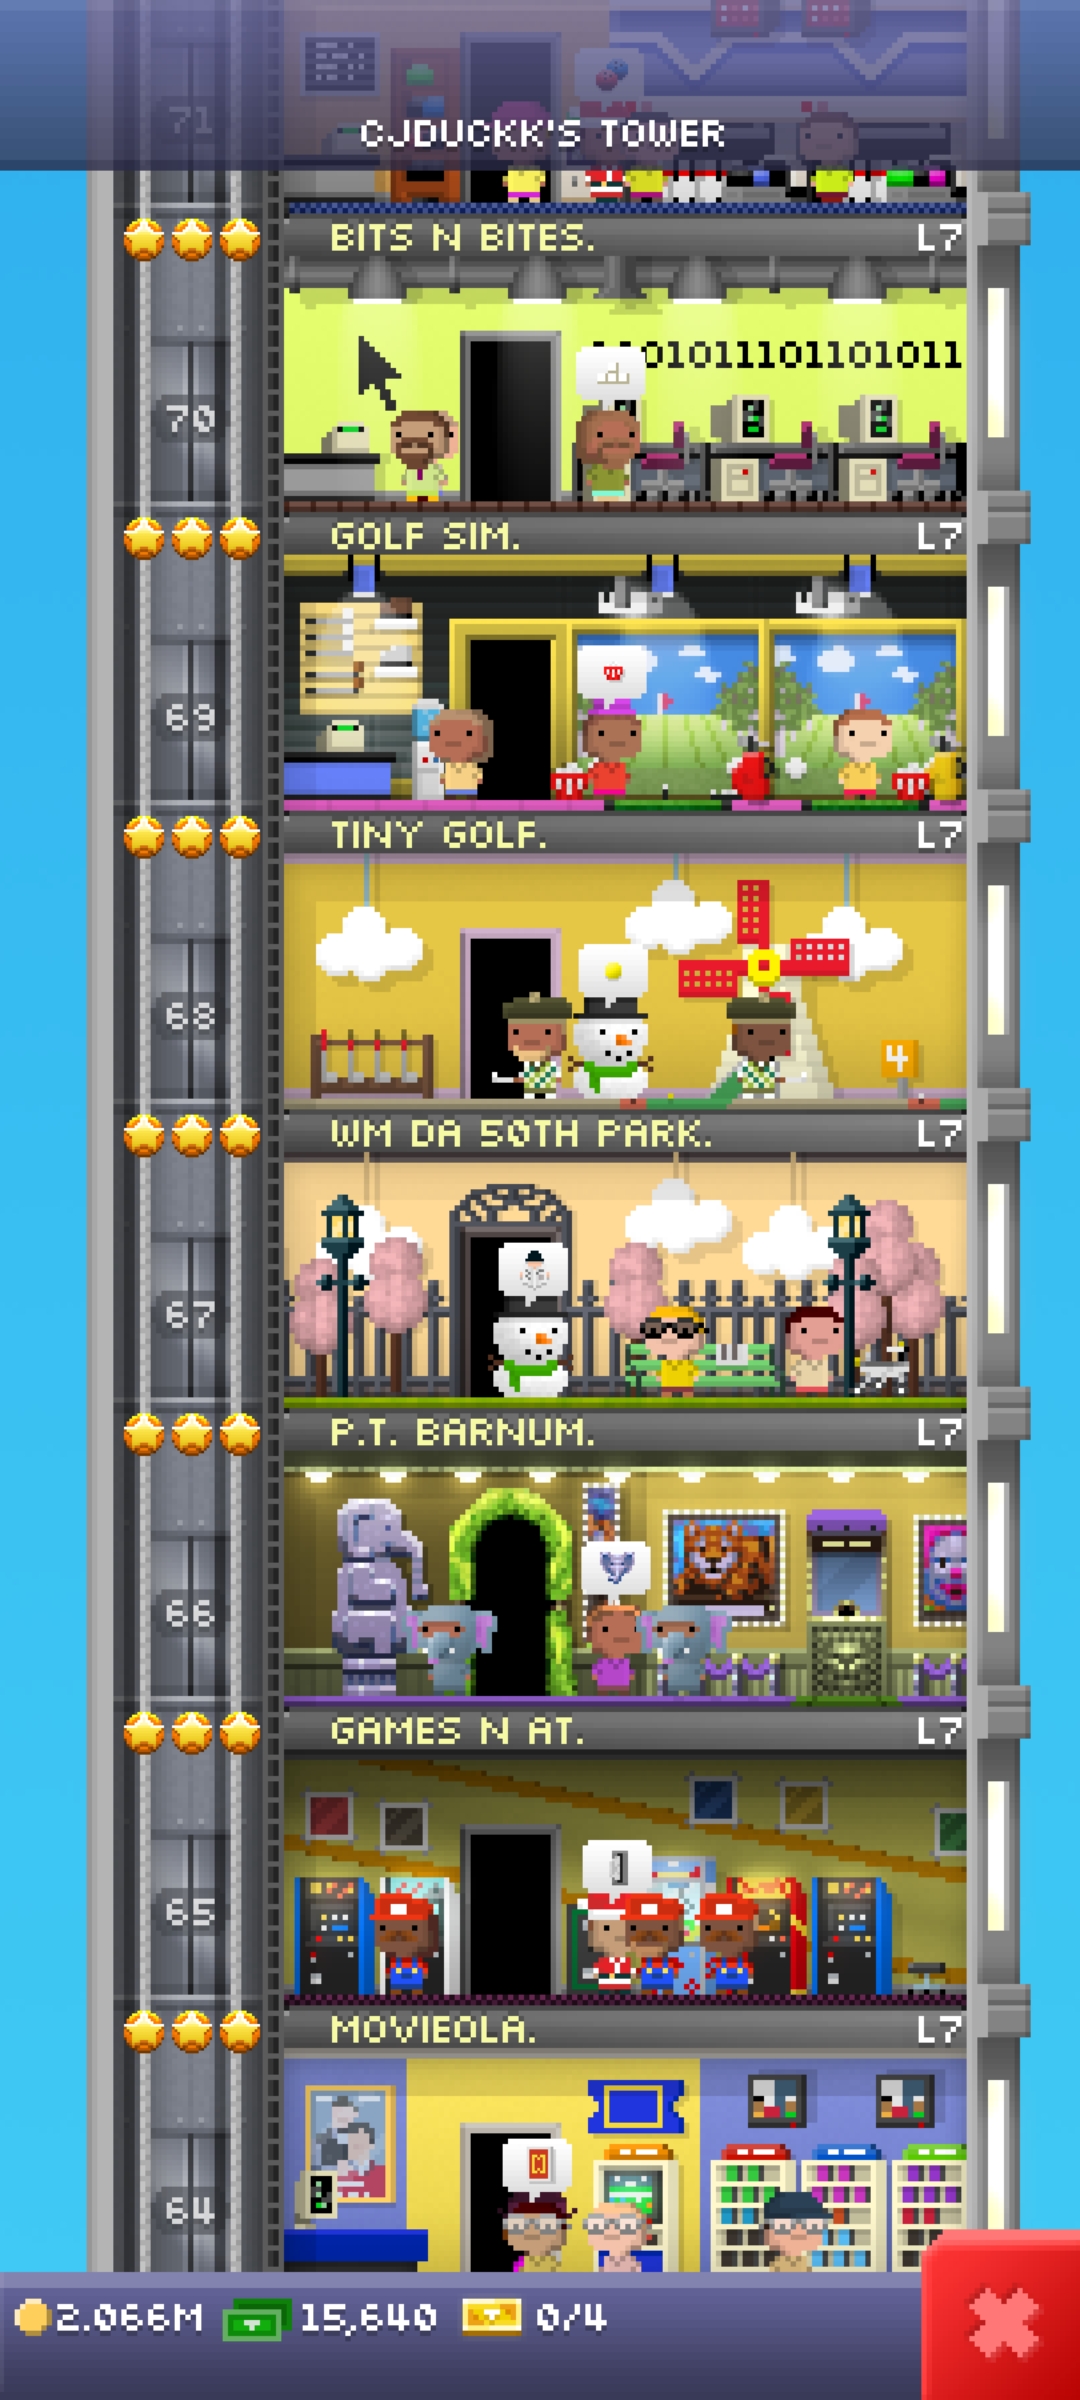 71
CJDUCKK'S TOWER
BITS N BITES. L7
01011101101011
70
GOLF SIM. L7
69
TINY GOLF. L7
68
4
WM DA 50TH PARK. L7
67
P.T. BARNUM. L7
66
GAMES N AT. L7
65
MOVIEOLA. L7
64
2.066M 15,640 0/4